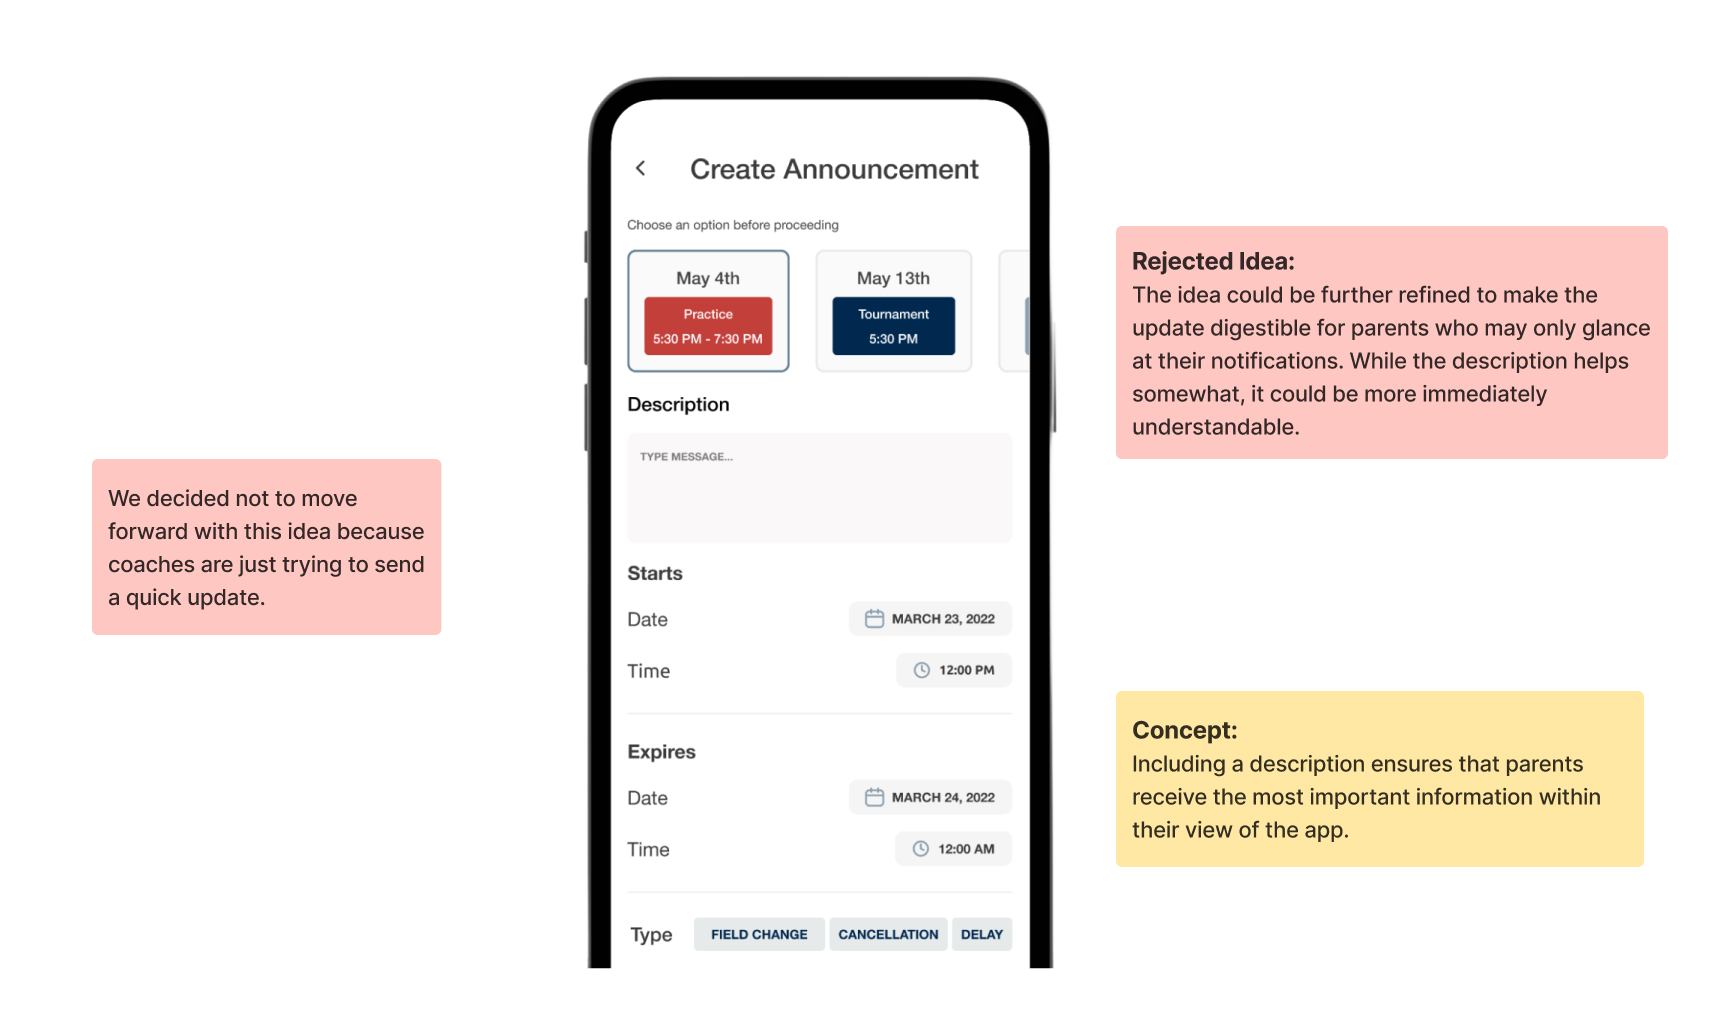 Create Announcement
Choose an option before proceeding
May 4th
Practice
5:30 PM - 7:30 PM
May 13th
Tournament
5:30 PM
Description
TYPE MESSAGE...
Starts
Date
MARCH 23, 2022
Time
12:00 PM
Expires
Date
MARCH 24, 2022
Time
12:00 AM
Type
FIELD CHANGE
CANCELLATION
DELAY
We decided not to move
forward with this idea because
coaches are just trying to send
a quick update.
Rejected Idea:
The idea could be further refined to make the
update digestible for parents who may only glance
at their notifications. While the description helps
somewhat, it could be more immediately
understandable.
Concept:
Including a description ensures that parents
receive the most important information within
their view of the app.